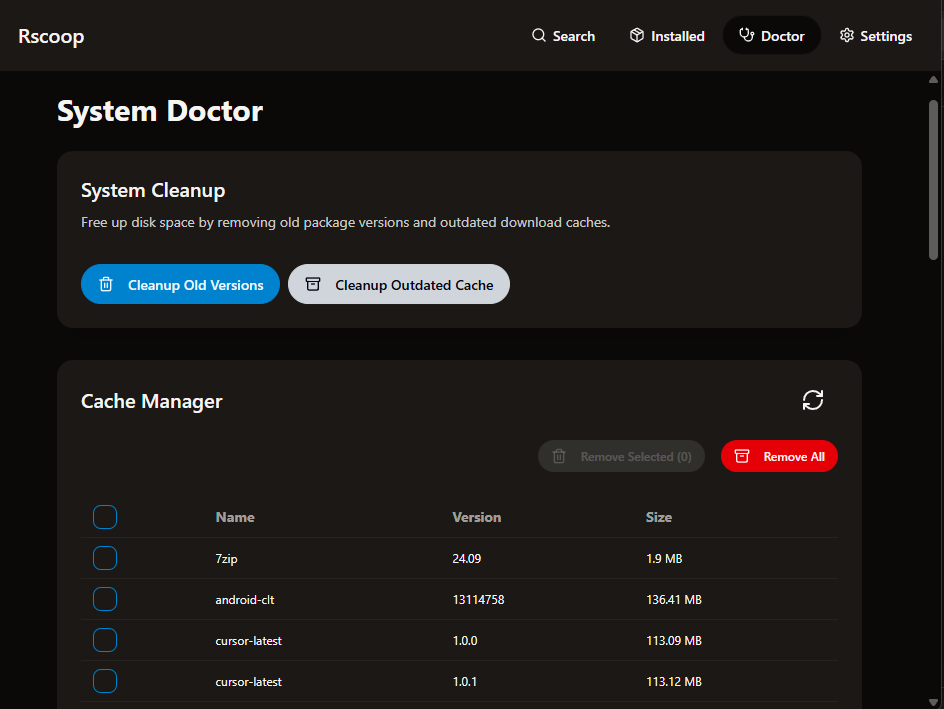 Rscoop
Search Installed Doctor Settings
System Doctor
System Cleanup
Free up disk space by removing old package versions and outdated download caches.
Cleanup Old Versions Cleanup Outdated Cache
Cache Manager
Remove Selected (0) Remove All
Name Version Size
7zip 24.09 1.9 MB
android-clt 13114758 136.41 MB
cursor-latest 1.0.0 113.09 MB
cursor-latest 1.0.1 113.12 MB